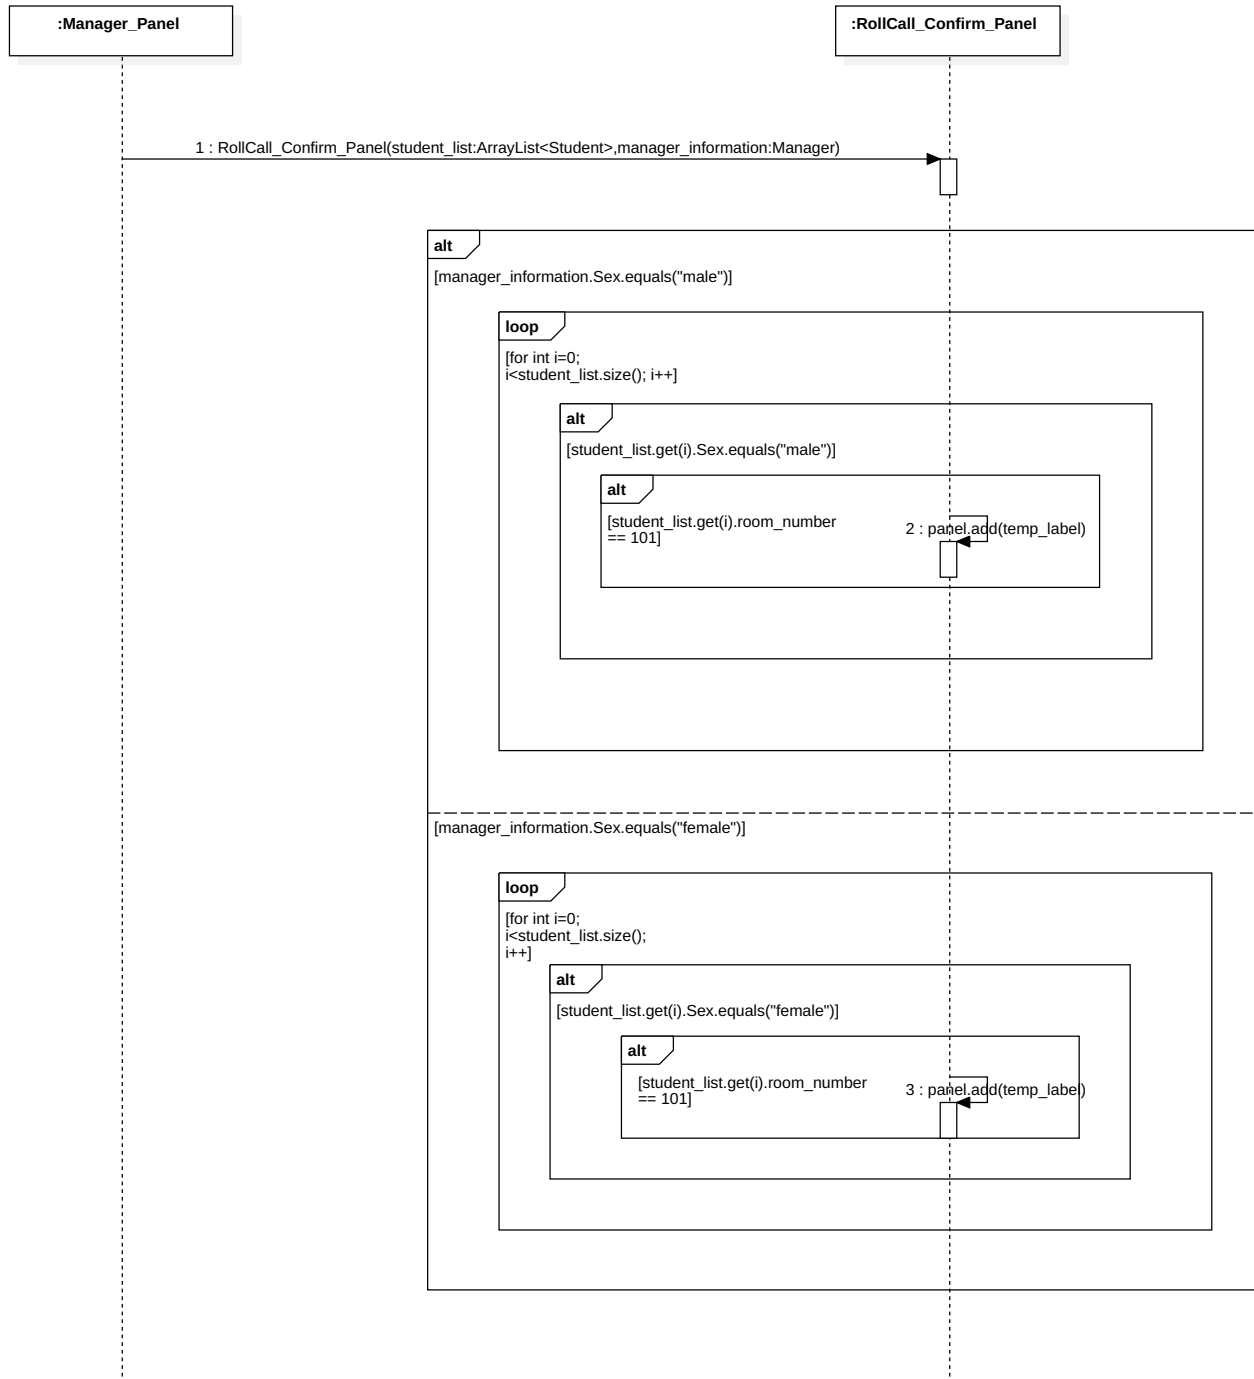 :Manager_Panel
:RollCall_Confirm_Panel
1 : RollCall_Confirm_Panel(student_list:ArrayList<Student>,manager_information:Manager)
alt
[manager_information.Sex.equals("male")]
loop
[for int i=0;
i<student_list.size(); i++]
alt
[student_list.get(i).Sex.equals("male")]
alt
[student_list.get(i).room_number
== 101]
2 : panel.add(temp_label)
[manager_information.Sex.equals("female")]
loop
[for int i=0;
i<student_list.size();
i++]
alt
[student_list.get(i).Sex.equals("female")]
alt
[student_list.get(i).room_number
== 101]
3 : panel.add(temp_label)